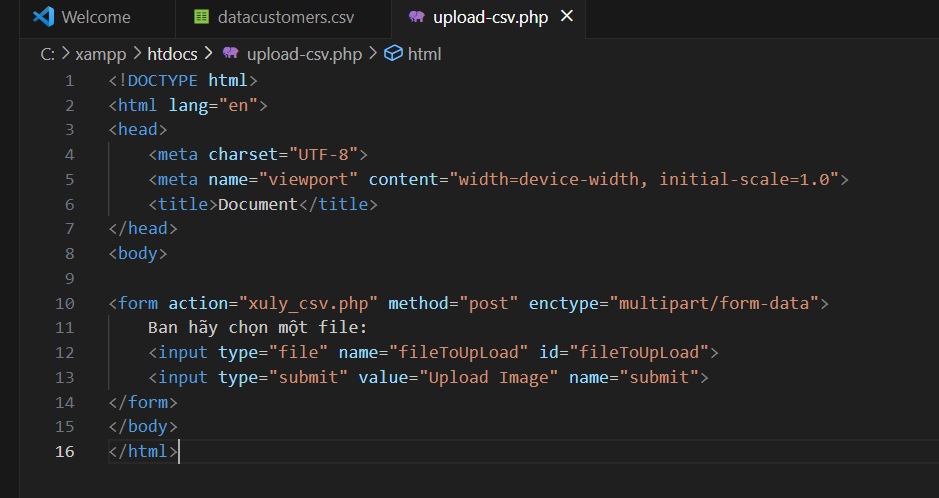 Welcome datacustomers.csv upload-csv.php ×
C: > xampp > htdocs > upload-csv.php > html
1 <!DOCTYPE html>
2 <html lang="en">
3 <head>
4 <meta charset="UTF-8">
5 <meta name="viewport" content="width=device-width, initial-scale=1.0">
6 <title>Document</title>
7 </head>
8 <body>
9
10 <form action="xuly_csv.php" method="post" enctype="multipart/form-data">
11 Ban hãy chọn một file:
12 <input type="file" name="fileToUpLoad" id="fileToUpLoad">
13 <input type="submit" value="Upload Image" name="submit">
14 </form>
15 </body>
16 </html>